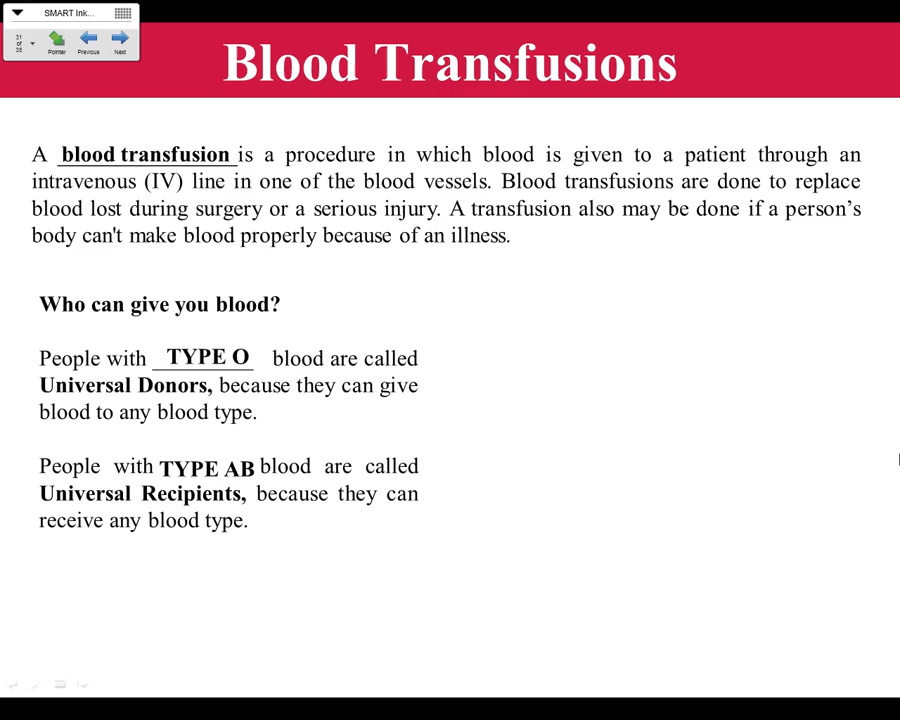 SMART Ink...
31
of
35
Pointer
Previous
Next
Blood Transfusions
A blood transfusion is a procedure in which blood is given to a patient through an
intravenous (IV) line in one of the blood vessels. Blood transfusions are done to replace
blood lost during surgery or a serious injury. A transfusion also may be done if a person’s
body can't make blood properly because of an illness.
Who can give you blood?
People with TYPE O blood are called
Universal Donors, because they can give
blood to any blood type.
People with TYPE AB blood are called
Universal Recipients, because they can
receive any blood type.